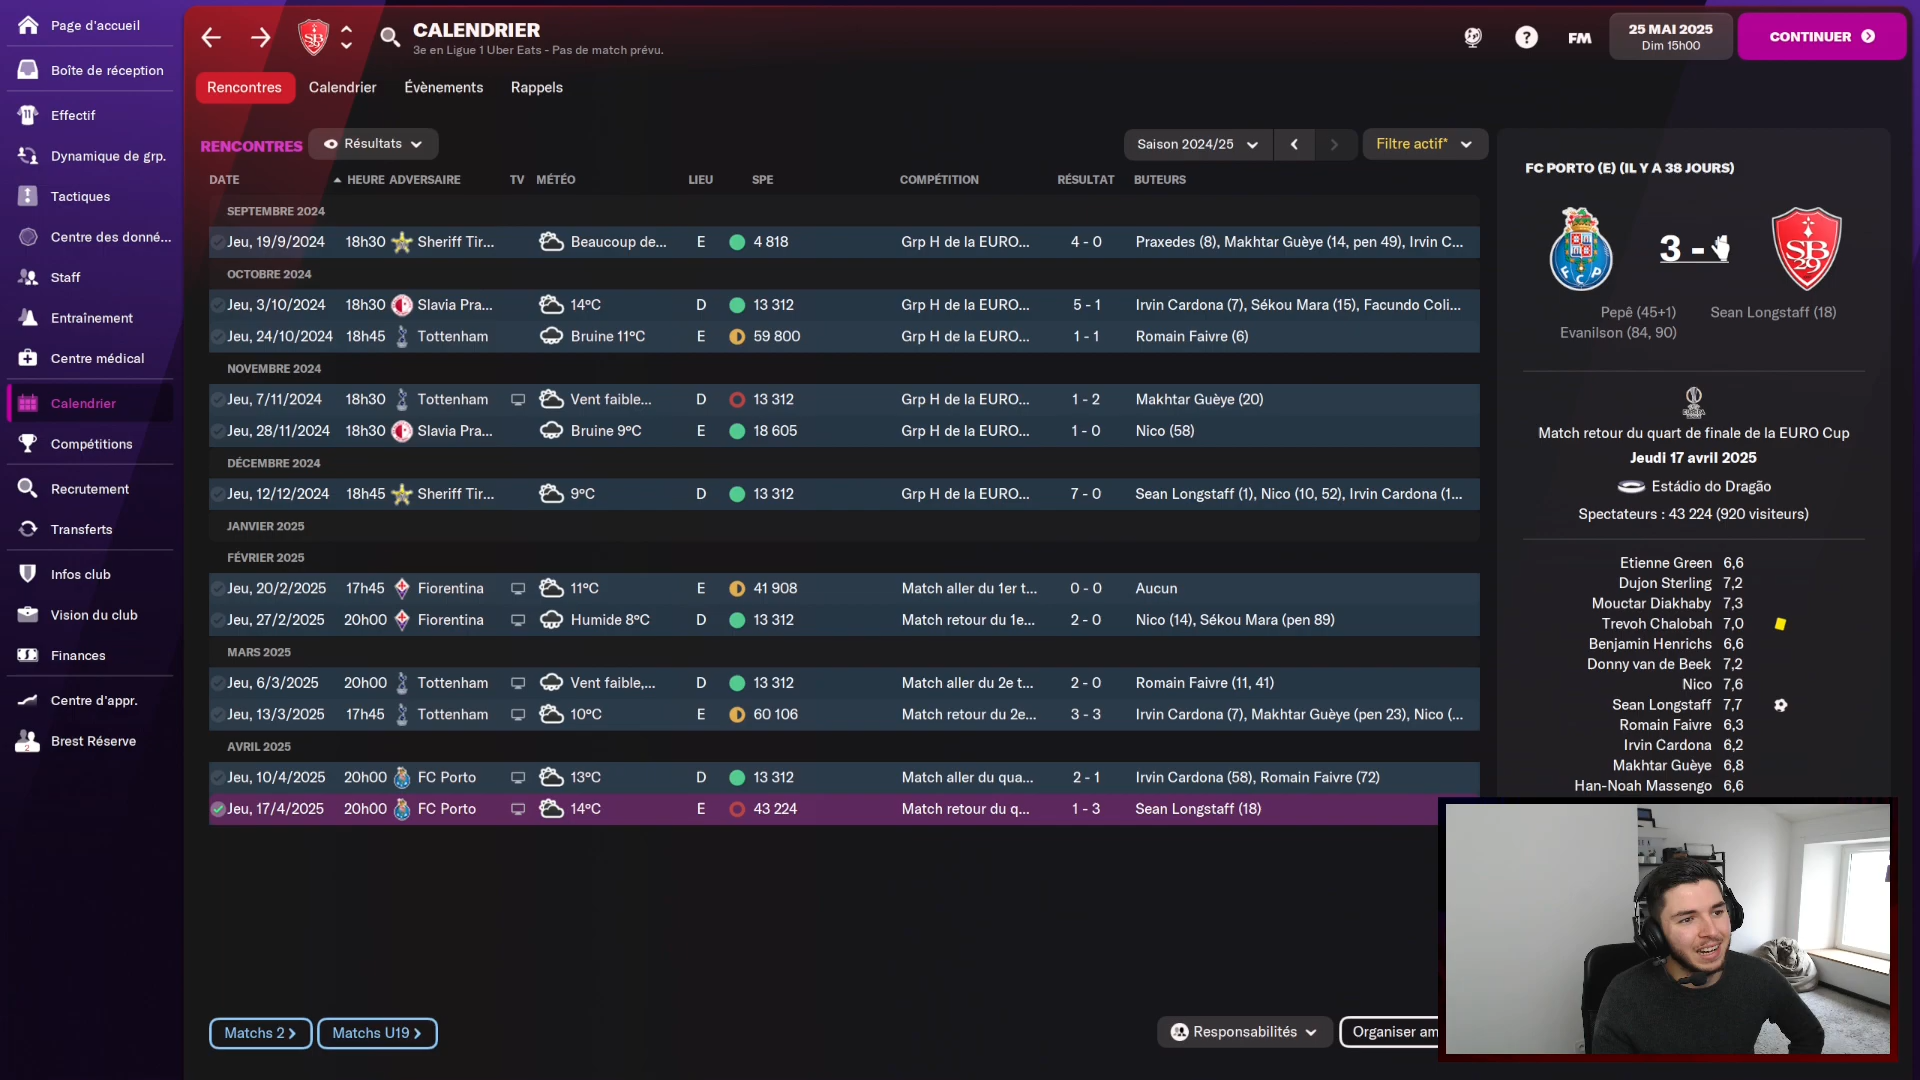 Page d'accueil
Boîte de réception
Effectif
Dynamique de grp.
Tactiques
Centre des donné...
Staff
Entraînement
Centre médical
Calendrier
Compétitions
Recrutement
Transferts
Infos club
Vision du club
Finances
Centre d'appr.
Brest Réserve
CALENDRIER
3e en Ligue 1 Uber Eats - Pas de match prévu.
FM
25 MAI 2025
Dim 15h00
CONTINUER
Rencontres Calendrier Évènements Rappels
RENCONTRES Résultats Saison 2024/25 Filtre actif*
DATE HEURE ADVERSAIRE TV MÉTÉO LIEU SPE COMPÉTITION RÉSULTAT BUTEURS
SEPTEMBRE 2024
Jeu, 19/9/2024 18h30 Sheriff Tir... Beaucoup de... E 4 818 Grp H de la EURO... 4 - 0 Praxedes (8), Makhtar Guèye (14, pen 49), Irvin C...
OCTOBRE 2024
Jeu, 3/10/2024 18h30 Slavia Pra... 14°C D 13 312 Grp H de la EURO... 5 - 1 Irvin Cardona (7), Sékou Mara (15), Facundo Coli...
Jeu, 24/10/2024 18h45 Tottenham Bruine 11°C E 59 800 Grp H de la EURO... 1 - 1 Romain Faivre (6)
NOVEMBRE 2024
Jeu, 7/11/2024 18h30 Tottenham Vent faible... D 13 312 Grp H de la EURO... 1 - 2 Makhtar Guèye (20)
Jeu, 28/11/2024 18h30 Slavia Pra... Bruine 9°C E 18 605 Grp H de la EURO... 1 - 0 Nico (58)
DÉCEMBRE 2024
Jeu, 12/12/2024 18h45 Sheriff Tir... 9°C D 13 312 Grp H de la EURO... 7 - 0 Sean Longstaff (1), Nico (10, 52), Irvin Cardona (1...
JANVIER 2025
FÉVRIER 2025
Jeu, 20/2/2025 17h45 Fiorentina 11°C E 41 908 Match aller du 1er t... 0 - 0 Aucun
Jeu, 27/2/2025 20h00 Fiorentina Humide 8°C D 13 312 Match retour du 1e... 2 - 0 Nico (14), Sékou Mara (pen 89)
MARS 2025
Jeu, 6/3/2025 20h00 Tottenham Vent faible,... D 13 312 Match aller du 2e t... 2 - 0 Romain Faivre (11, 41)
Jeu, 13/3/2025 17h45 Tottenham 10°C E 60 106 Match retour du 2e... 3 - 3 Irvin Cardona (7), Makhtar Guèye (pen 23), Nico (...
AVRIL 2025
Jeu, 10/4/2025 20h00 FC Porto 13°C D 13 312 Match aller du qua... 2 - 1 Irvin Cardona (58), Romain Faivre (72)
Jeu, 17/4/2025 20h00 FC Porto 14°C E 43 224 Match retour du q... 1 - 3 Sean Longstaff (18)
Matchs 2 Matchs U19
Responsabilités Organiser am
FC PORTO (E) (IL Y A 38 JOURS)
FCP 3 - SB 29
Pepê (45+1) Sean Longstaff (18)
Evanilson (84, 90)
Match retour du quart de finale de la EURO Cup
Jeudi 17 avril 2025
Estádio do Dragão
Spectateurs : 43 224 (920 visiteurs)
Etienne Green 6,6
Dujon Sterling 7,2
Mouctar Diakhaby 7,3
Trevoh Chalobah 7,0
Benjamin Henrichs 6,6
Donny van de Beek 7,2
Nico 7,6
Sean Longstaff 7,7
Romain Faivre 6,3
Irvin Cardona 6,2
Makhtar Guèye 6,8
Han-Noah Massengo 6,6